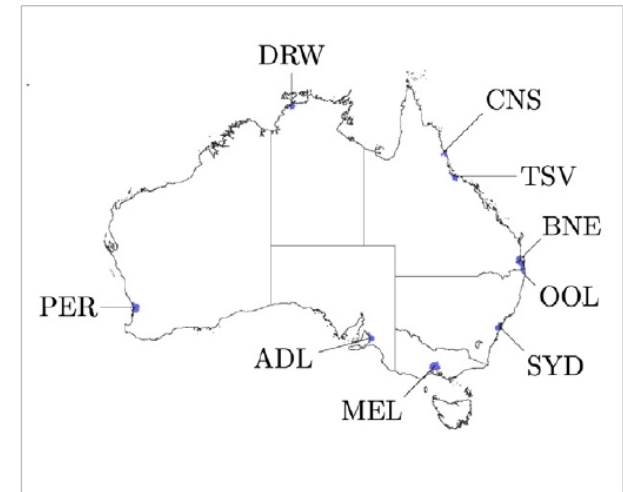 DRW
CNS
TSV
BNE
OOL
PER
SYD
ADL
MEL